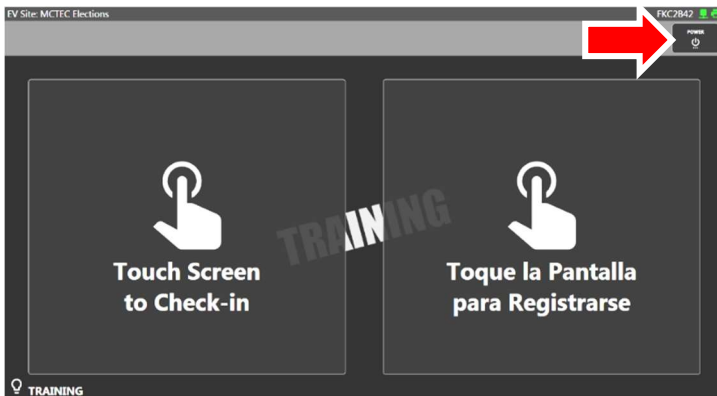 EV Site: MCTEC Elections
FKC2B42
POWER
Touch Screen
to Check-in
Toque la Pantalla
para Registrarse
TRAINING
TRAINING